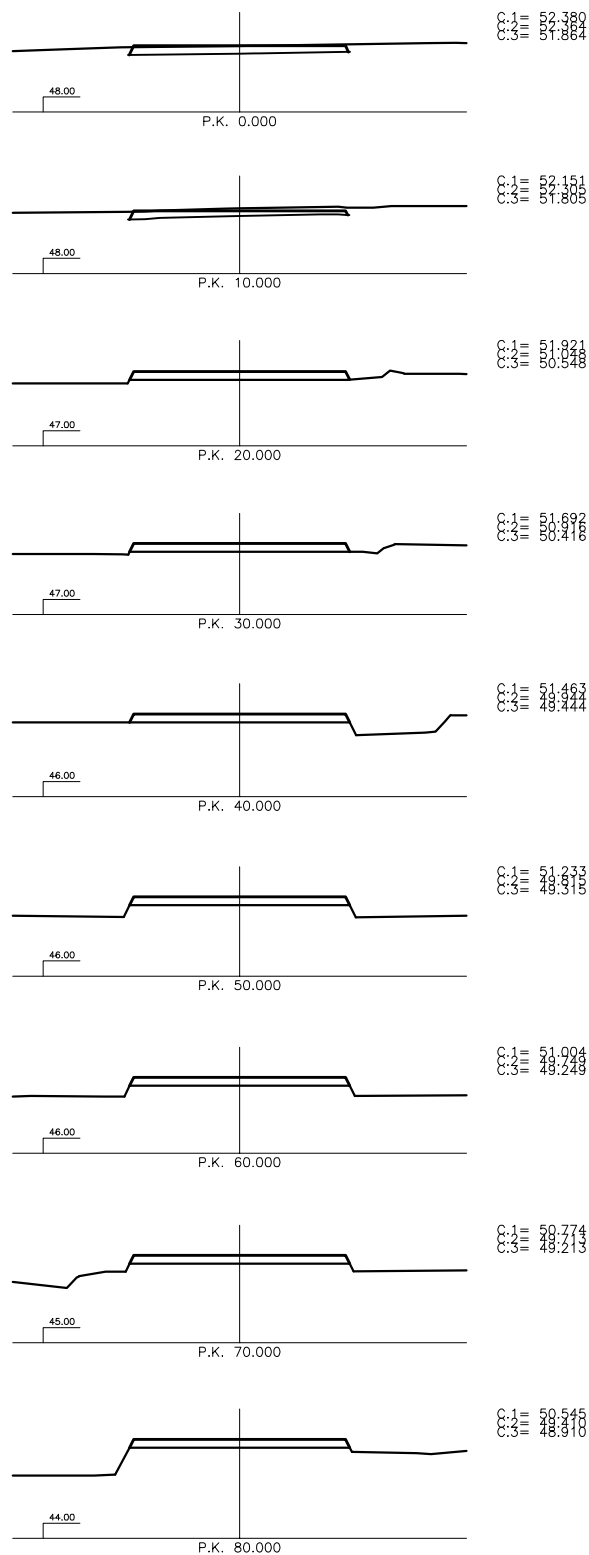 C.1= 52.380
C.2= 52.364
C.3= 51.864
48.00
P.K. 0.000
C.1= 52.151
C.2= 52.305
C.3= 51.805
48.00
P.K. 10.000
C.1= 51.921
C.2= 51.048
C.3= 50.548
47.00
P.K. 20.000
C.1= 51.692
C.2= 50.916
C.3= 50.416
47.00
P.K. 30.000
C.1= 51.463
C.2= 49.944
C.3= 49.444
46.00
P.K. 40.000
C.1= 51.233
C.2= 49.815
C.3= 49.315
46.00
P.K. 50.000
C.1= 51.004
C.2= 49.749
C.3= 49.249
46.00
P.K. 60.000
C.1= 50.774
C.2= 49.713
C.3= 49.213
45.00
P.K. 70.000
C.1= 50.545
C.2= 49.410
C.3= 48.910
44.00
P.K. 80.000